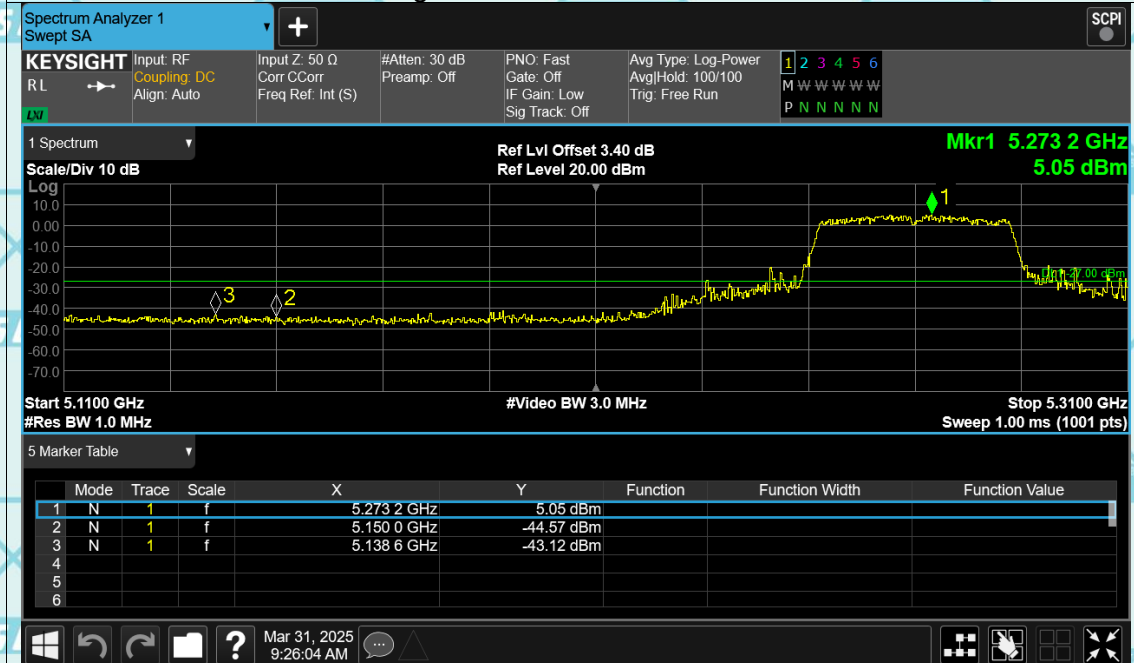 Spectrum Analyzer 1
Swept SA
+
SCPI
KEYSIGHT
Input: RF
Input Z: 50 Ω
#Atten: 30 dB
PNO: Fast
Avg Type: Log-Power
1 2 3 4 5 6
R L
Coupling: DC
Corr CCorr
Preamp: Off
Gate: Off
Avg|Hold: 100/100
M W W W W W
Align: Auto
Freq Ref: Int (S)
IF Gain: Low
Trig: Free Run
P N N N N N
LXI
Sig Track: Off
1 Spectrum
Ref Lvl Offset 3.40 dB
Mkr1 5.273 2 GHz
Scale/Div 10 dB
Ref Level 20.00 dBm
5.05 dBm
Log
1
10.0
0.00
-10.0
-20.0
DL1 -27.00 dBm
-30.0
3
2
-40.0
-50.0
-60.0
-70.0
Start 5.1100 GHz
#Video BW 3.0 MHz
Stop 5.3100 GHz
#Res BW 1.0 MHz
Sweep 1.00 ms (1001 pts)
5 Marker Table
Mode Trace Scale X Y Function Function Width Function Value
1 N 1 f 5.273 2 GHz 5.05 dBm
2 N 1 f 5.150 0 GHz -44.57 dBm
3 N 1 f 5.138 6 GHz -43.12 dBm
4
5
6
?
Mar 31, 2025
9:26:04 AM